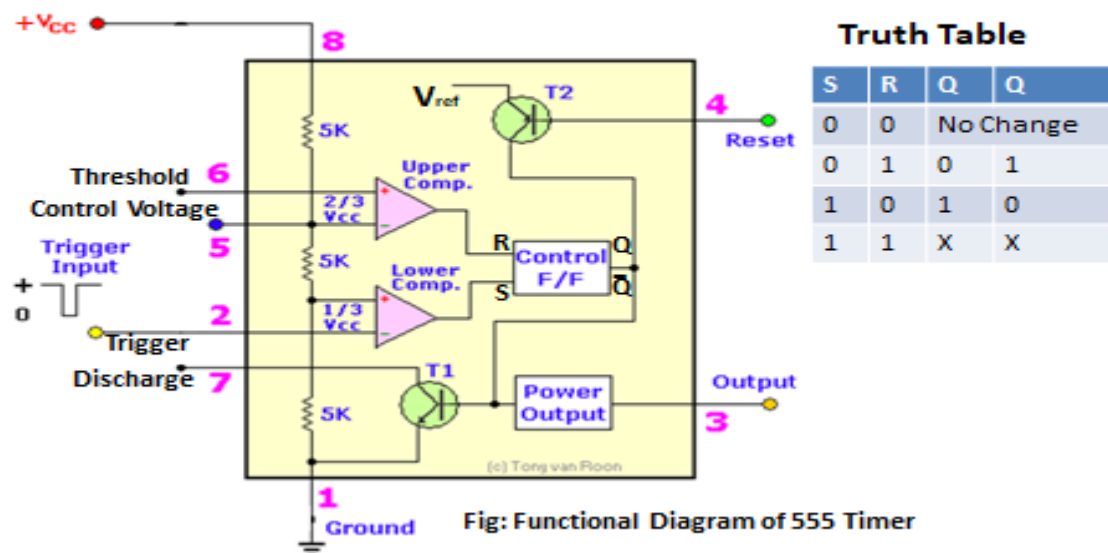 +Vcc
8
Truth Table
S R Q Q
0 0 No Change
0 1 0 1
1 0 1 0
1 1 X X
Vref
T2
4
Reset
5K
6
Threshold
Upper
Comp.
2/3
Vcc
Control Voltage
5
Trigger
Input
+
0
5K
R
S
Control
F/F
Q
Q̅
Lower
Comp.
1/3
Vcc
2
Trigger
Discharge
7
T1
5K
Power
Output
Output
3
(c) Tony van Roon
1
Ground
Fig: Functional Diagram of 555 Timer